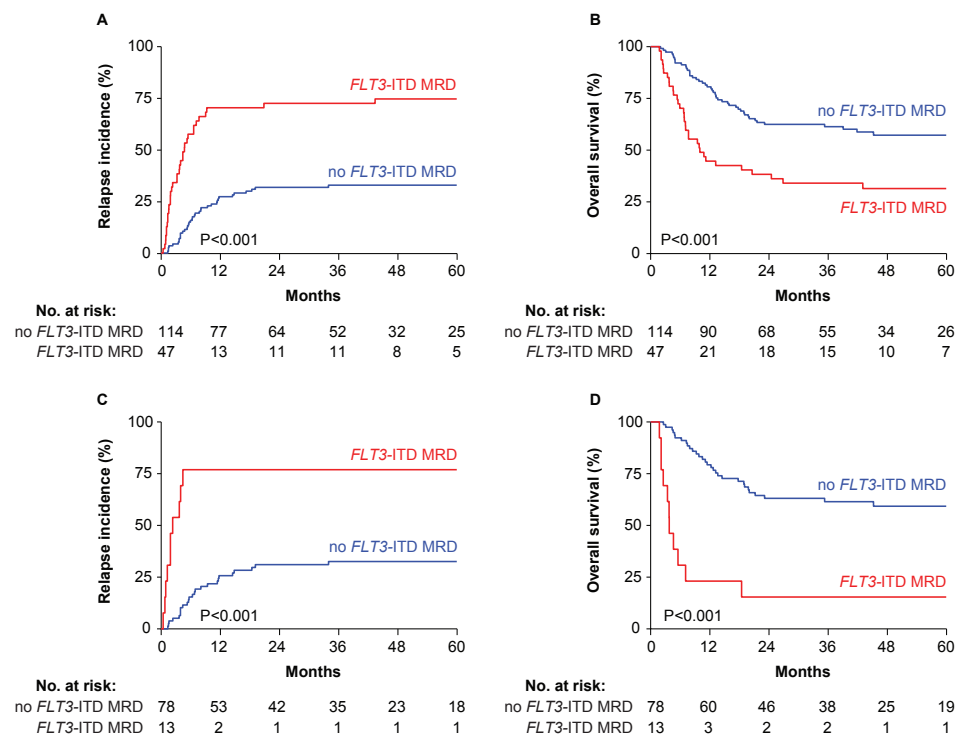 A
Relapse incidence (%)
100
75
50
25
0
FLT3-ITD MRD
no FLT3-ITD MRD
P<0.001
0 12 24 36 48 60
Months
No. at risk:
no FLT3-ITD MRD 114 77 64 52 32 25
FLT3-ITD MRD 47 13 11 11 8 5
B
Overall survival (%)
100
75
50
25
0
no FLT3-ITD MRD
FLT3-ITD MRD
P<0.001
0 12 24 36 48 60
Months
No. at risk:
no FLT3-ITD MRD 114 90 68 55 34 26
FLT3-ITD MRD 47 21 18 15 10 7
C
Relapse incidence (%)
100
75
50
25
0
FLT3-ITD MRD
no FLT3-ITD MRD
P<0.001
0 12 24 36 48 60
Months
No. at risk:
no FLT3-ITD MRD 78 53 42 35 23 18
FLT3-ITD MRD 13 2 1 1 1 1
D
Overall survival (%)
100
75
50
25
0
no FLT3-ITD MRD
FLT3-ITD MRD
P<0.001
0 12 24 36 48 60
Months
No. at risk:
no FLT3-ITD MRD 78 60 46 38 25 19
FLT3-ITD MRD 13 3 2 2 1 1